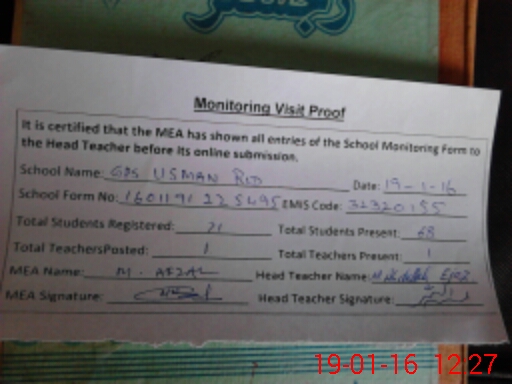 رجسٹر
Monitoring Visit Proof
It is certified that the MEA has shown all entries of the School Monitoring Form to
the Head Teacher before its online submission.
School Name: GPS USMAN Date: 19-1-16
School Form No: EMIS Code: 32320155
Total Students Registered: 71 Total Students Present: 68
Total TeachersPosted: 1 Total Teachers Present: 1
MEA Name: M. AFZAL Head Teacher Name:
MEA Signature: Head Teacher Signature:
19-01-16 12:27